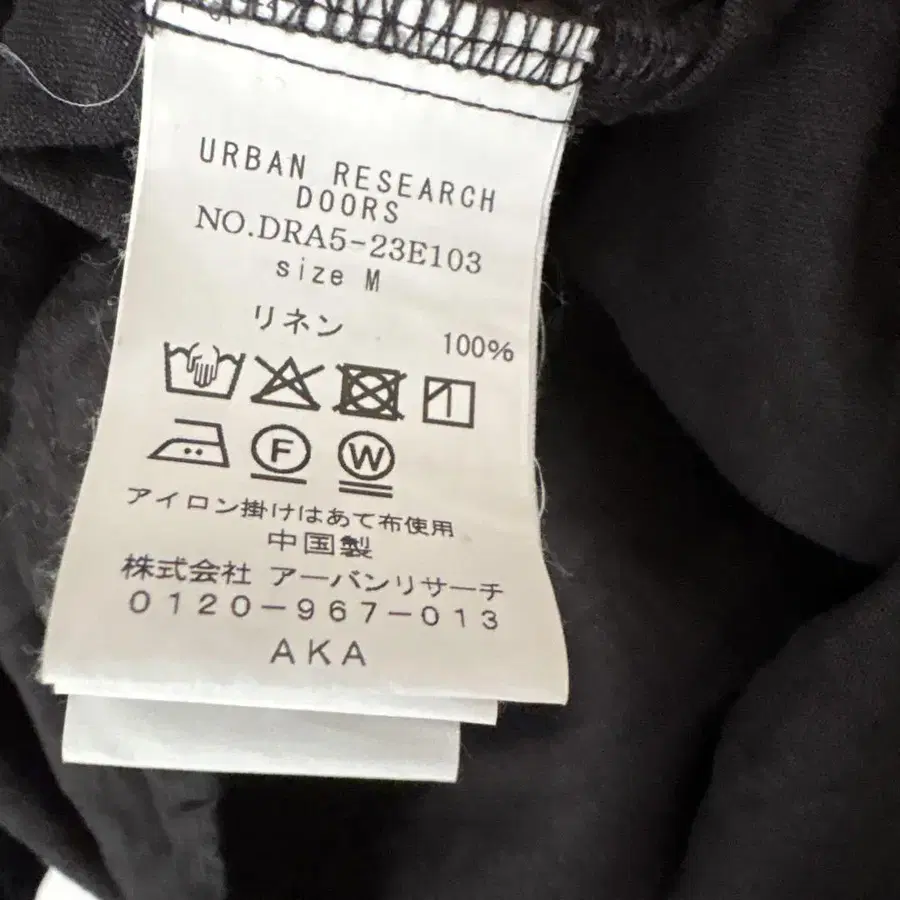 URBAN RESEARCH
DOORS
NO.DRA5-23E103
size M
リネン 100%
F W
アイロン掛けはあて布使用
中国製
株式会社 アーバンリサーチ
0120-967-013
AKA